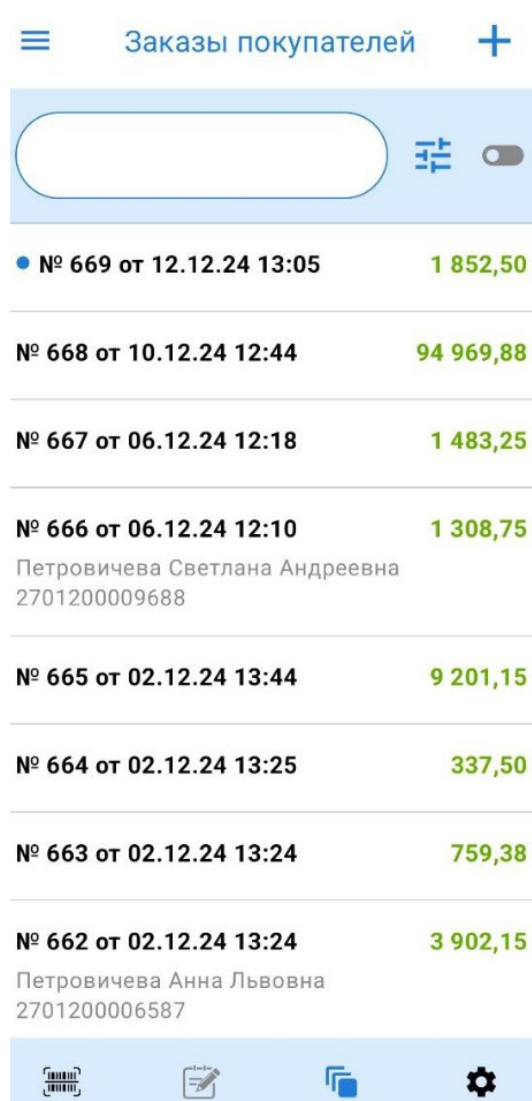 Заказы покупателей
№ 669 от 12.12.24 13:05 1 852,50
№ 668 от 10.12.24 12:44 94 969,88
№ 667 от 06.12.24 12:18 1 483,25
№ 666 от 06.12.24 12:10 1 308,75
Петровичева Светлана Андреевна
2701200009688
№ 665 от 02.12.24 13:44 9 201,15
№ 664 от 02.12.24 13:25 337,50
№ 663 от 02.12.24 13:24 759,38
№ 662 от 02.12.24 13:24 3 902,15
Петровичева Анна Львовна
2701200006587